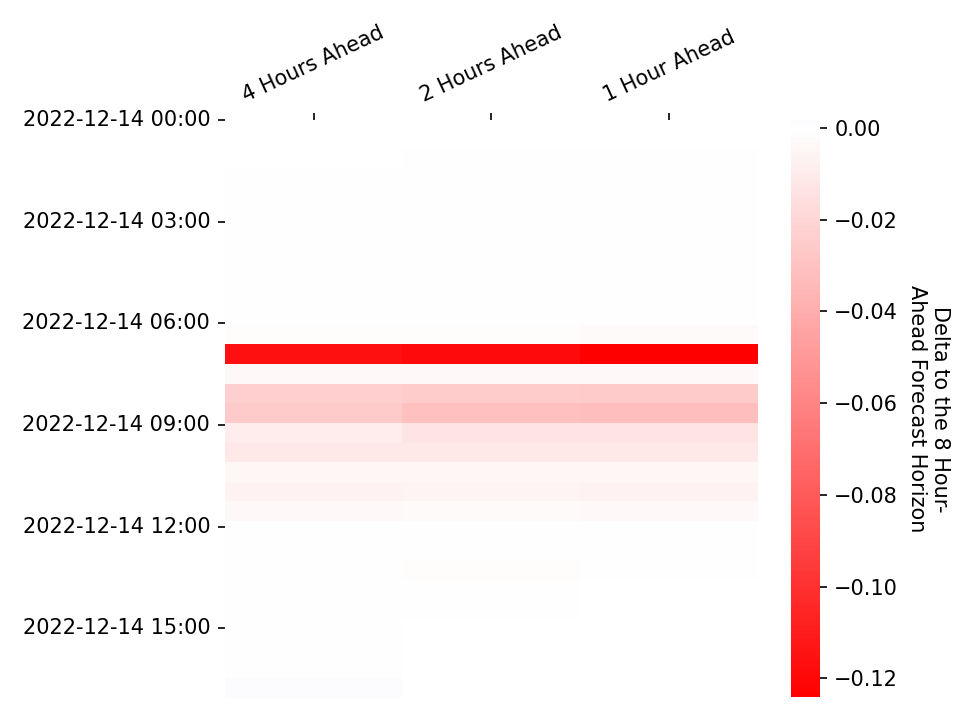 4 Hours Ahead
2 Hours Ahead
1 Hour Ahead
2022-12-14 00:00
2022-12-14 03:00
2022-12-14 06:00
2022-12-14 09:00
2022-12-14 12:00
2022-12-14 15:00
0.00
−0.02
−0.04
−0.06
−0.08
−0.10
−0.12
Delta to the 8 Hour-
Ahead Forecast Horizon